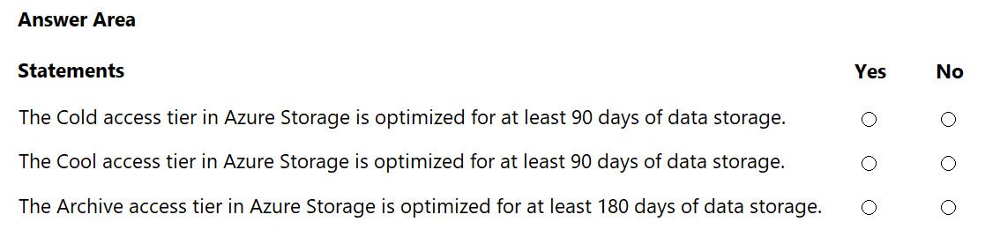 Answer Area
Statements Yes No
The Cold access tier in Azure Storage is optimized for at least 90 days of data storage.
The Cool access tier in Azure Storage is optimized for at least 90 days of data storage.
The Archive access tier in Azure Storage is optimized for at least 180 days of data storage.